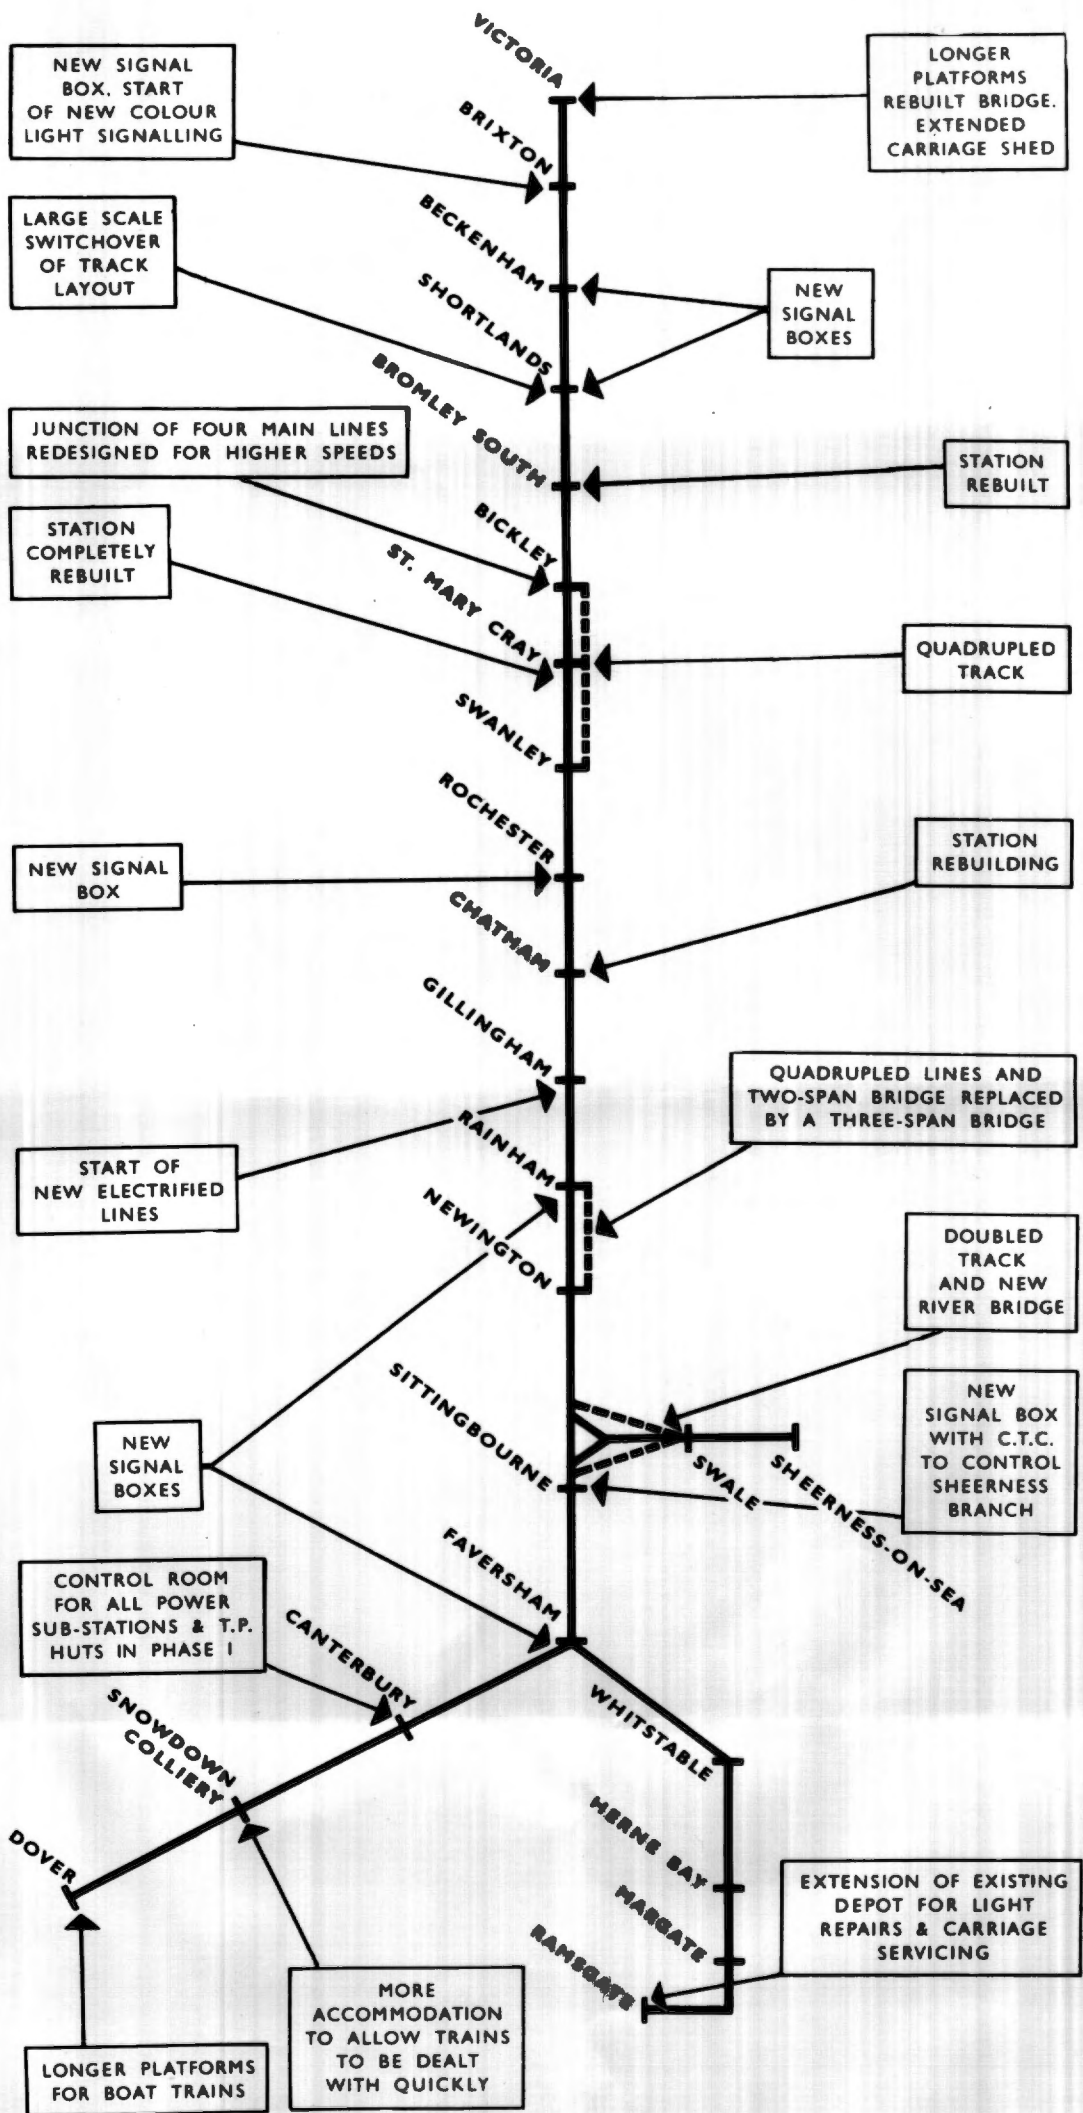 VICTORIA
LONGER
PLATFORMS
REBUILT BRIDGE.
EXTENDED
CARRIAGE SHED
NEW SIGNAL
BOX, START
OF NEW COLOUR
LIGHT SIGNALLING
BRIXTON
BECKENHAM
LARGE SCALE
SWITCHOVER
OF TRACK
LAYOUT
SHORTLANDS
NEW
SIGNAL
BOXES
BROMLEY SOUTH
JUNCTION OF FOUR MAIN LINES
REDESIGNED FOR HIGHER SPEEDS
STATION
REBUILT
BICKLEY
STATION
COMPLETELY
REBUILT
ST. MARY CRAY
QUADRUPLED
TRACK
SWANLEY
ROCHESTER
NEW SIGNAL
BOX
STATION
REBUILDING
CHATHAM
GILLINGHAM
QUADRUPLED LINES AND
TWO-SPAN BRIDGE REPLACED
BY A THREE-SPAN BRIDGE
START OF
NEW ELECTRIFIED
LINES
RAINHAM
NEWINGTON
DOUBLED
TRACK
AND NEW
RIVER BRIDGE
SITTINGBOURNE
NEW
SIGNAL BOX
WITH C.T.C.
TO CONTROL
SHEERNESS
BRANCH
SWALE
SHEERNESS-ON-SEA
NEW
SIGNAL
BOXES
FAVERSHAM
CONTROL ROOM
FOR ALL POWER
SUB-STATIONS & T.P.
HUTS IN PHASE I
CANTERBURY
WHITSTABLE
SNOWDOWN
COLLIERY
HERNE BAY
DOVER
MARGATE
EXTENSION OF EXISTING
DEPOT FOR LIGHT
REPAIRS & CARRIAGE
SERVICING
RAMSGATE
MORE
ACCOMMODATION
TO ALLOW TRAINS
TO BE DEALT
WITH QUICKLY
LONGER PLATFORMS
FOR BOAT TRAINS